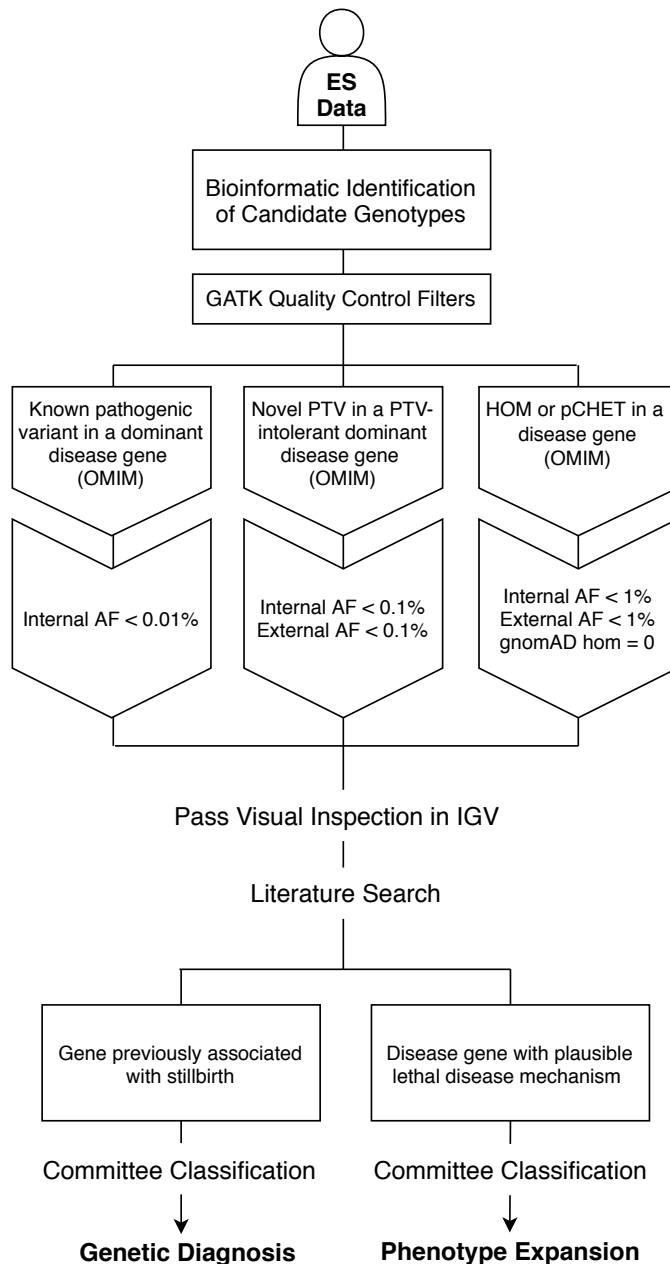 ES
Data
Bioinformatic Identification
of Candidate Genotypes
GATK Quality Control Filters
Known pathogenic
variant in a dominant
disease gene
(OMIM)
Novel PTV in a PTV-
intolerant dominant
disease gene
(OMIM)
HOM or pCHET in a
disease gene
(OMIM)
Internal AF < 0.01%
Internal AF < 0.1%
External AF < 0.1%
Internal AF < 1%
External AF < 1%
gnomAD hom = 0
Pass Visual Inspection in IGV
Literature Search
Gene previously associated
with stillbirth
Disease gene with plausible
lethal disease mechanism
Committee Classification
Committee Classification
Genetic Diagnosis
Phenotype Expansion